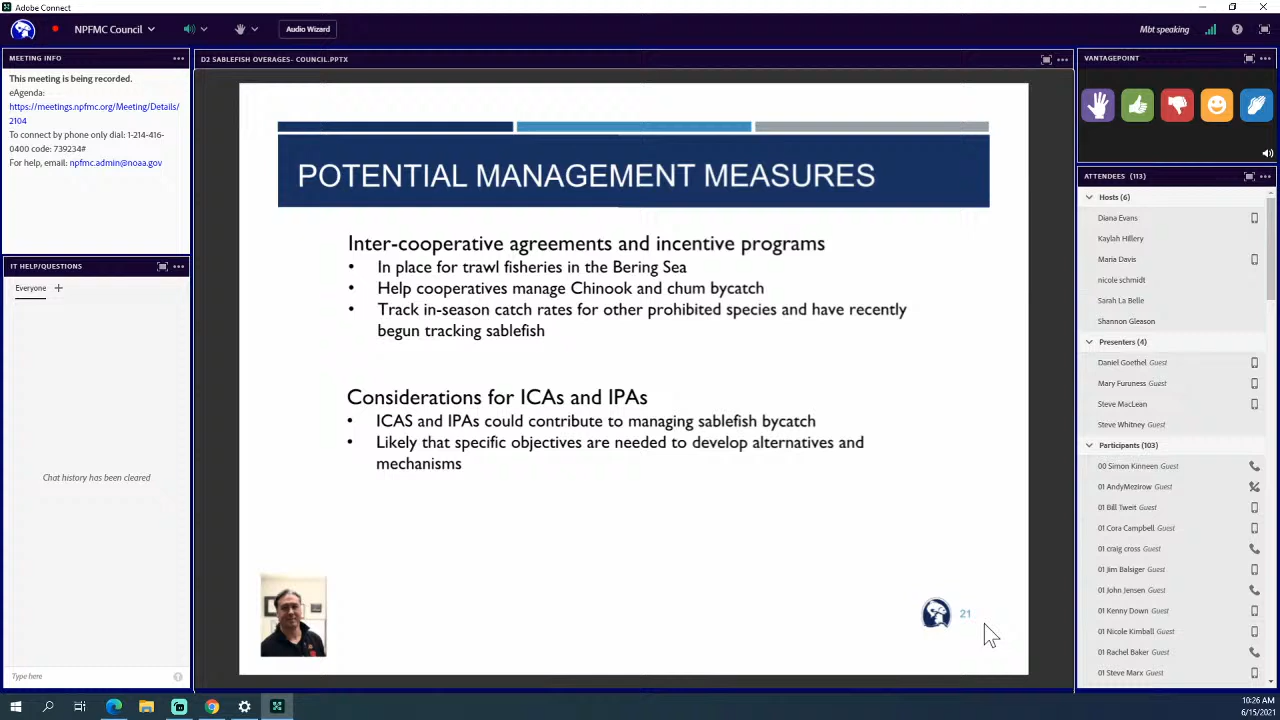 Adobe Connect
NPFMC Council
Audio Wizard
Mbt speaking
MEETING INFO
This meeting is being recorded.
eAgenda:
https://meetings.npfmc.org/Meeting/Details/
2104
To connect by phone only dial: 1-214-416-
0400 code: 739234#
For help, email: npfmc.admin@noaa.gov
IT HELP/QUESTIONS
Everyone
Chat history has been cleared
Type here
D2 SABLEFISH OVERAGES- COUNCIL.PPTX
POTENTIAL MANAGEMENT MEASURES
Inter-cooperative agreements and incentive programs
• In place for trawl fisheries in the Bering Sea
• Help cooperatives manage Chinook and chum bycatch
• Track in-season catch rates for other prohibited species and have recently
begun tracking sablefish
Considerations for ICAs and IPAs
• ICAS and IPAs could contribute to managing sablefish bycatch
• Likely that specific objectives are needed to develop alternatives and
mechanisms
21
VANTAGEPOINT
ATTENDEES (113)
Hosts (6)
Diana Evans
Kaylah Hillery
Maria Davis
nicole schmidt
Sarah La Belle
Shannon Gleason
Presenters (4)
Daniel Goethel Guest
Mary Furuness Guest
Steve MacLean
Steve Whitney Guest
Participants (103)
00 Simon Kinneen Guest
01 AndyMezirow Guest
01 Bill Tweit Guest
01 Cora Campbell Guest
01 craig cross Guest
01 Jim Balsiger Guest
01 John Jensen Guest
01 Kenny Down Guest
01 Nicole Kimball Guest
01 Rachel Baker Guest
01 Steve Marx Guest
10:26 AM
6/15/2021